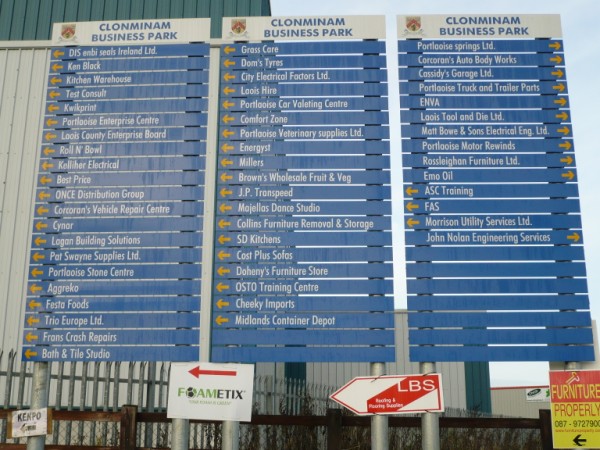 CLONMINAM
BUSINESS PARK
DIS enbi seals Ireland Ltd.
Ken Black
Kitchen Warehouse
Test Consult
Kwikprint
Portlaoise Enterprise Centre
Laois County Enterprise Board
Roll N' Bowl
Kelliher Electrical
Best Price
ONCE Distribution Group
Corcoran's Vehicle Repair Centre
Cynar
Logan Building Solutions
Pat Swayne Supplies Ltd.
Portlaoise Stone Centre
Aggreko
Festa Foods
Trio Europe Ltd.
Frans Crash Repairs
Bath & Tile Studio
CLONMINAM
BUSINESS PARK
Grass Care
Dom's Tyres
City Electrical Factors Ltd.
Laois Hire
Portlaoise Car Valeting Centre
Comfort Zone
Portlaoise Veterinary supplies Ltd.
Energyst
Millers
Brown's Wholesale Fruit & Veg
J.P. Transpeed
Mojellas Dance Studio
Collins Furniture Removal & Storage
SD Kitchens
Cost Plus Sofas
Doheny's Furniture Store
OSTO Training Centre
Cheeky Imports
Midlands Container Depot
CLONMINAM
BUSINESS PARK
Portlaoise springs Ltd.
Corcoran's Auto Body Works
Cassidy's Garage Ltd.
Portlaoise Truck and Trailer Parts
ENVA
Laois Tool and Die Ltd.
Matt Bowe & Sons Electrical Eng. Ltd.
Portlaoise Motor Rewinds
Rossleighan Furniture Ltd.
Emo Oil
ASC Training
FAS
Morrison Utility Services Ltd.
John Nolan Engineering Services
KENPO
FOAMETIX
LBS
Roofing &
Flooring Supplies
FURNITURE
PROPERLY
087 - 9727900